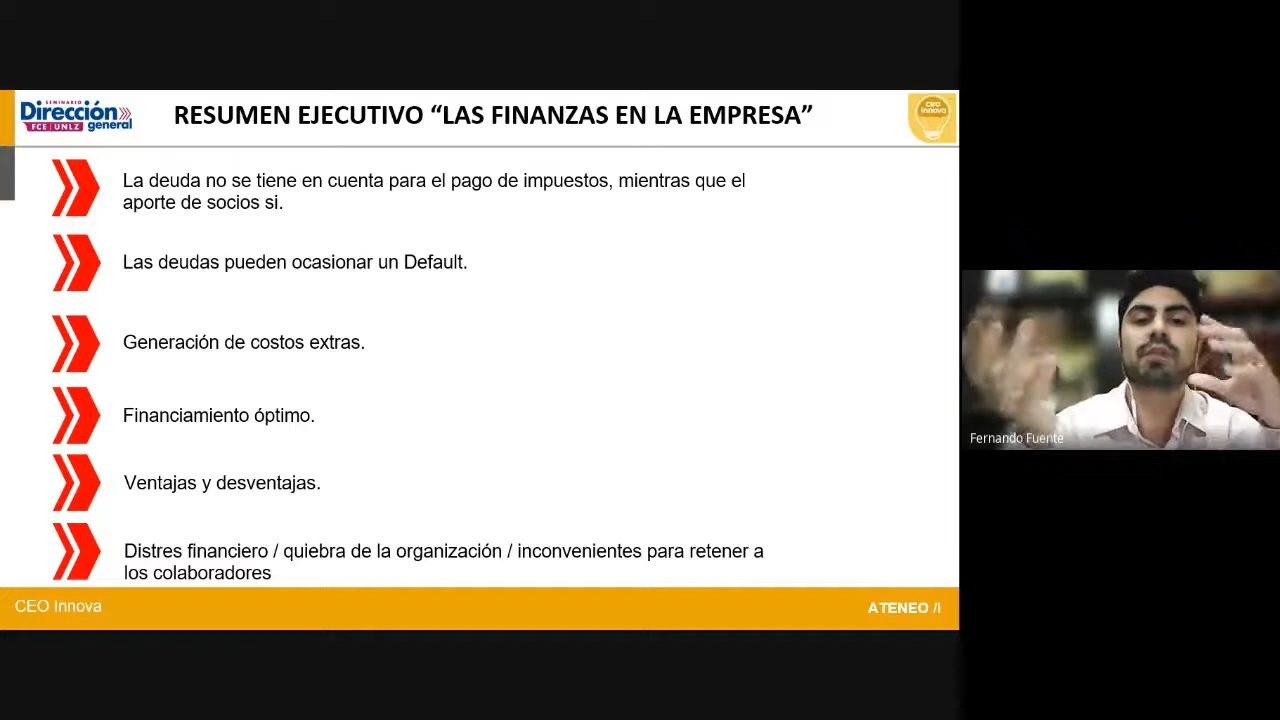 SEMINARIO
Dirección
FCE | UNLZ general
RESUMEN EJECUTIVO “LAS FINANZAS EN LA EMPRESA”
CEO
innova
La deuda no se tiene en cuenta para el pago de impuestos, mientras que el
aporte de socios si.
Las deudas pueden ocasionar un Default.
Generación de costos extras.
Financiamiento óptimo.
Ventajas y desventajas.
Distres financiero / quiebra de la organización / inconvenientes para retener a
los colaboradores
CEO Innova
ATENEO /I
Fernando Fuente